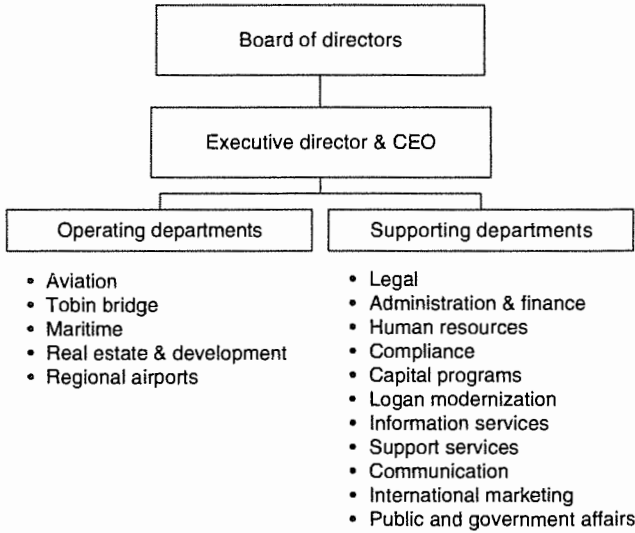 Board of directors
Executive director & CEO
Operating departments
• Aviation
• Tobin bridge
• Maritime
• Real estate & development
• Regional airports
Supporting departments
• Legal
• Administration & finance
• Human resources
• Compliance
• Capital programs
• Logan modernization
• Information services
• Support services
• Communication
• International marketing
• Public and government affairs